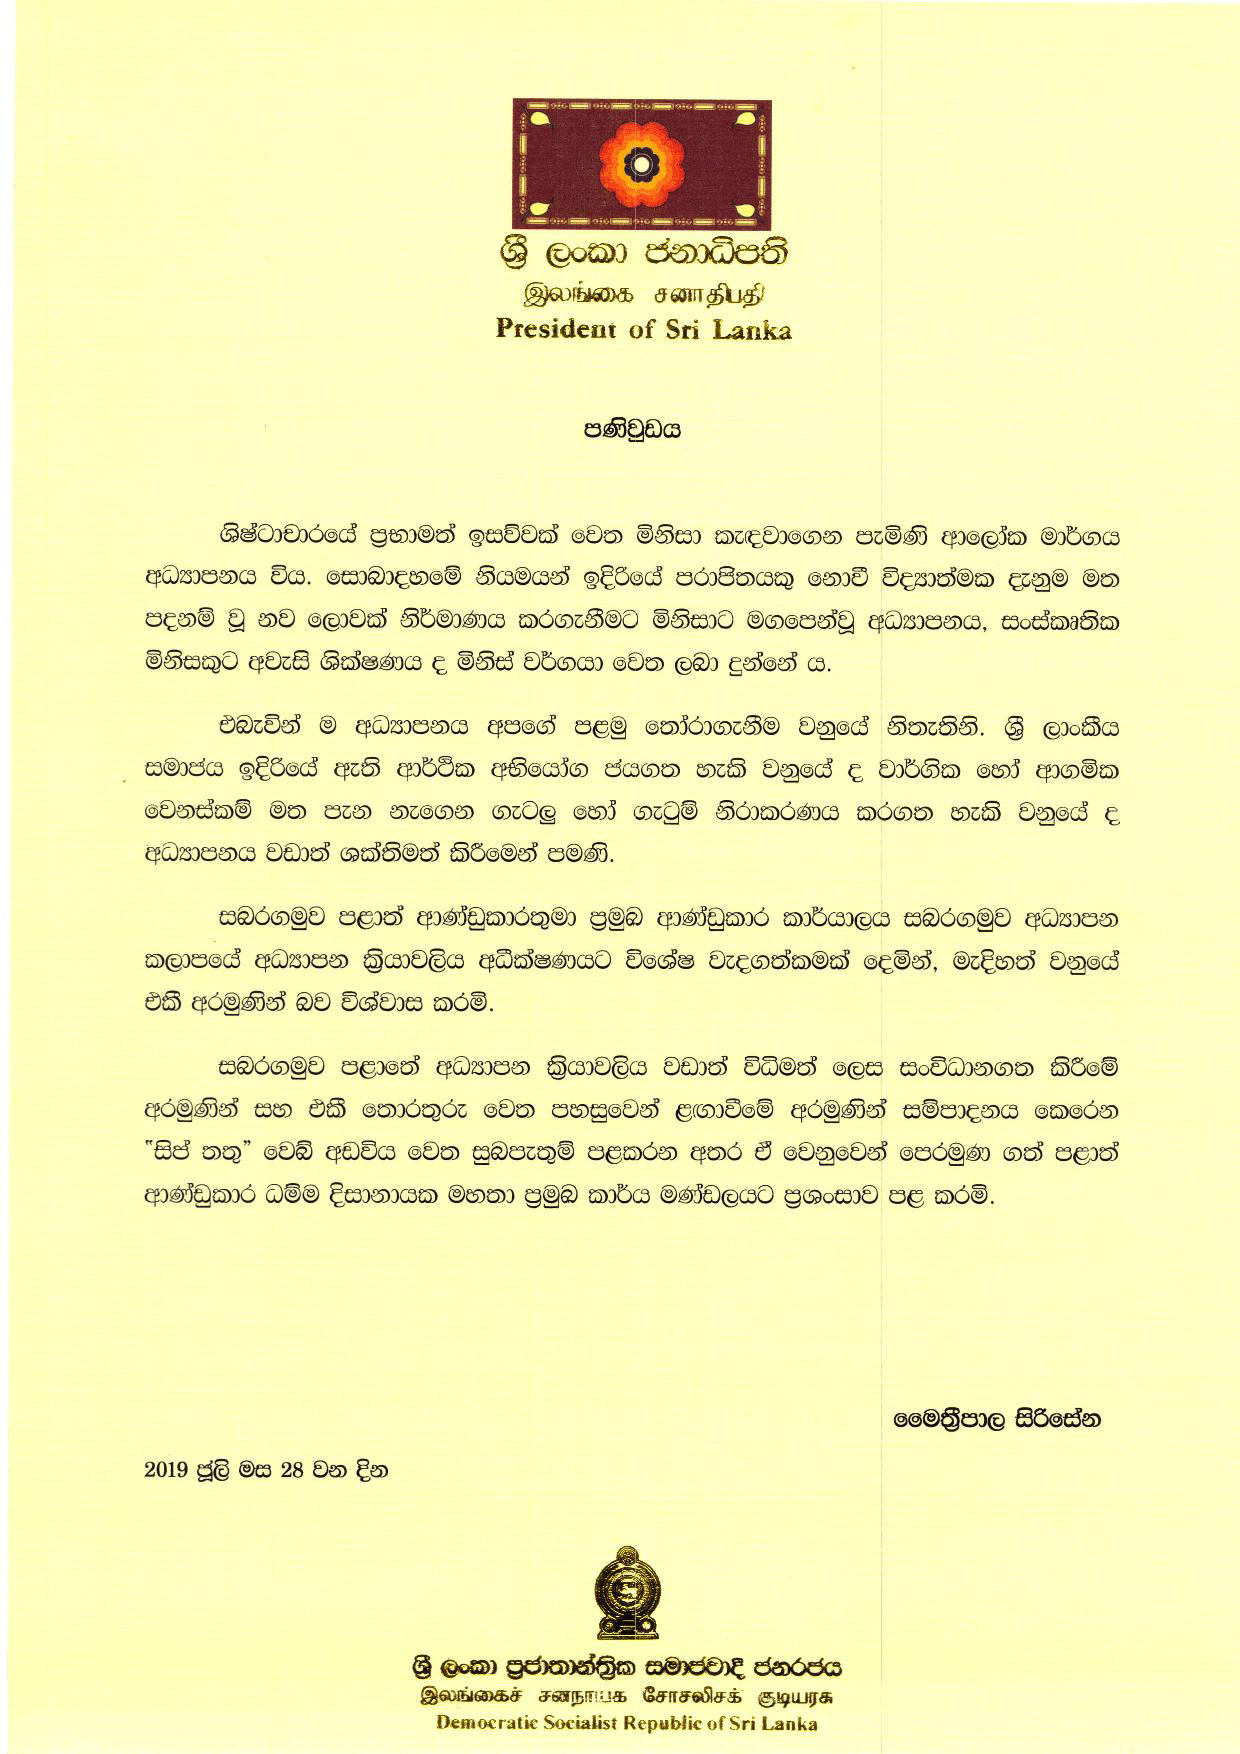 ශ්‍රී ලංකා ජනාධිපති
இலங்கை சனாதிபதி
President of Sri Lanka
පණිවුඩය
ශිෂ්ටාචාරයේ ප්‍රභාමත් ඉසව්වක් වෙත මිනිසා කැඳවාගෙන පැමිණි ආලෝක මාර්ගය
අධ්‍යාපනය විය. සොබාදහමේ නියමයන් ඉදිරියේ පරාජිතයකු නොවී විද්‍යාත්මක දැනුම මත
පදනම් වූ නව ලොවක් නිර්මාණය කරගැනීමට මිනිසාට මගපෙන්වූ අධ්‍යාපනය, සංස්කෘතික
මිනිසකුට අවැසි ශික්ෂණය ද මිනිස් වර්ගයා වෙත ලබා දුන්නේ ය.
එබැවින් ම අධ්‍යාපනය අපගේ පළමු තෝරාගැනීම වනුයේ නිතැතිනි. ශ්‍රී ලාංකීය
සමාජය ඉදිරියේ ඇති ආර්ථික අභියෝග ජයගත හැකි වනුයේ ද වාර්ගික හෝ ආගමික
වෙනස්කම් මත පැන නැගෙන ගැටලු හෝ ගැටුම් නිරාකරණය කරගත හැකි වනුයේ ද
අධ්‍යාපනය වඩාත් ශක්තිමත් කිරීමෙන් පමණි.
සබරගමුව පළාත් ආණ්ඩුකාරතුමා ප්‍රමුඛ ආණ්ඩුකාර කාර්යාලය සබරගමුව අධ්‍යාපන
කලාපයේ අධ්‍යාපන ක්‍රියාවලිය අධීක්ෂණයට විශේෂ වැදගත්කමක් දෙමින්, මැදිහත් වනුයේ
එකී අරමුණින් බව විශ්වාස කරමි.
සබරගමුව පළාතේ අධ්‍යාපන ක්‍රියාවලිය වඩාත් විධිමත් ලෙස සංවිධානගත කිරීමේ
අරමුණින් සහ එකී තොරතුරු වෙත පහසුවෙන් ළඟාවීමේ අරමුණින් සම්පාදනය කෙරෙන
“සිප් තතු” වෙබ් අඩවිය වෙත සුබපැතුම් පළකරන අතර ඒ වෙනුවෙන් පෙරමුණ ගත් පළාත්
ආණ්ඩුකාර ධම්ම දිසානායක මහතා ප්‍රමුඛ කාර්ය මණ්ඩලයට ප්‍රශංසාව පළ කරමි.
මෛත්‍රීපාල සිරිසේන
2019 ජූලි මස 28 වන දින
ශ්‍රී ලංකා ප්‍රජාතාන්ත්‍රික සමාජවාදී ජනරජය
இலங்கைச் சனநாயக சோசலிசக் குடியரசு
Democratic Socialist Republic of Sri Lanka